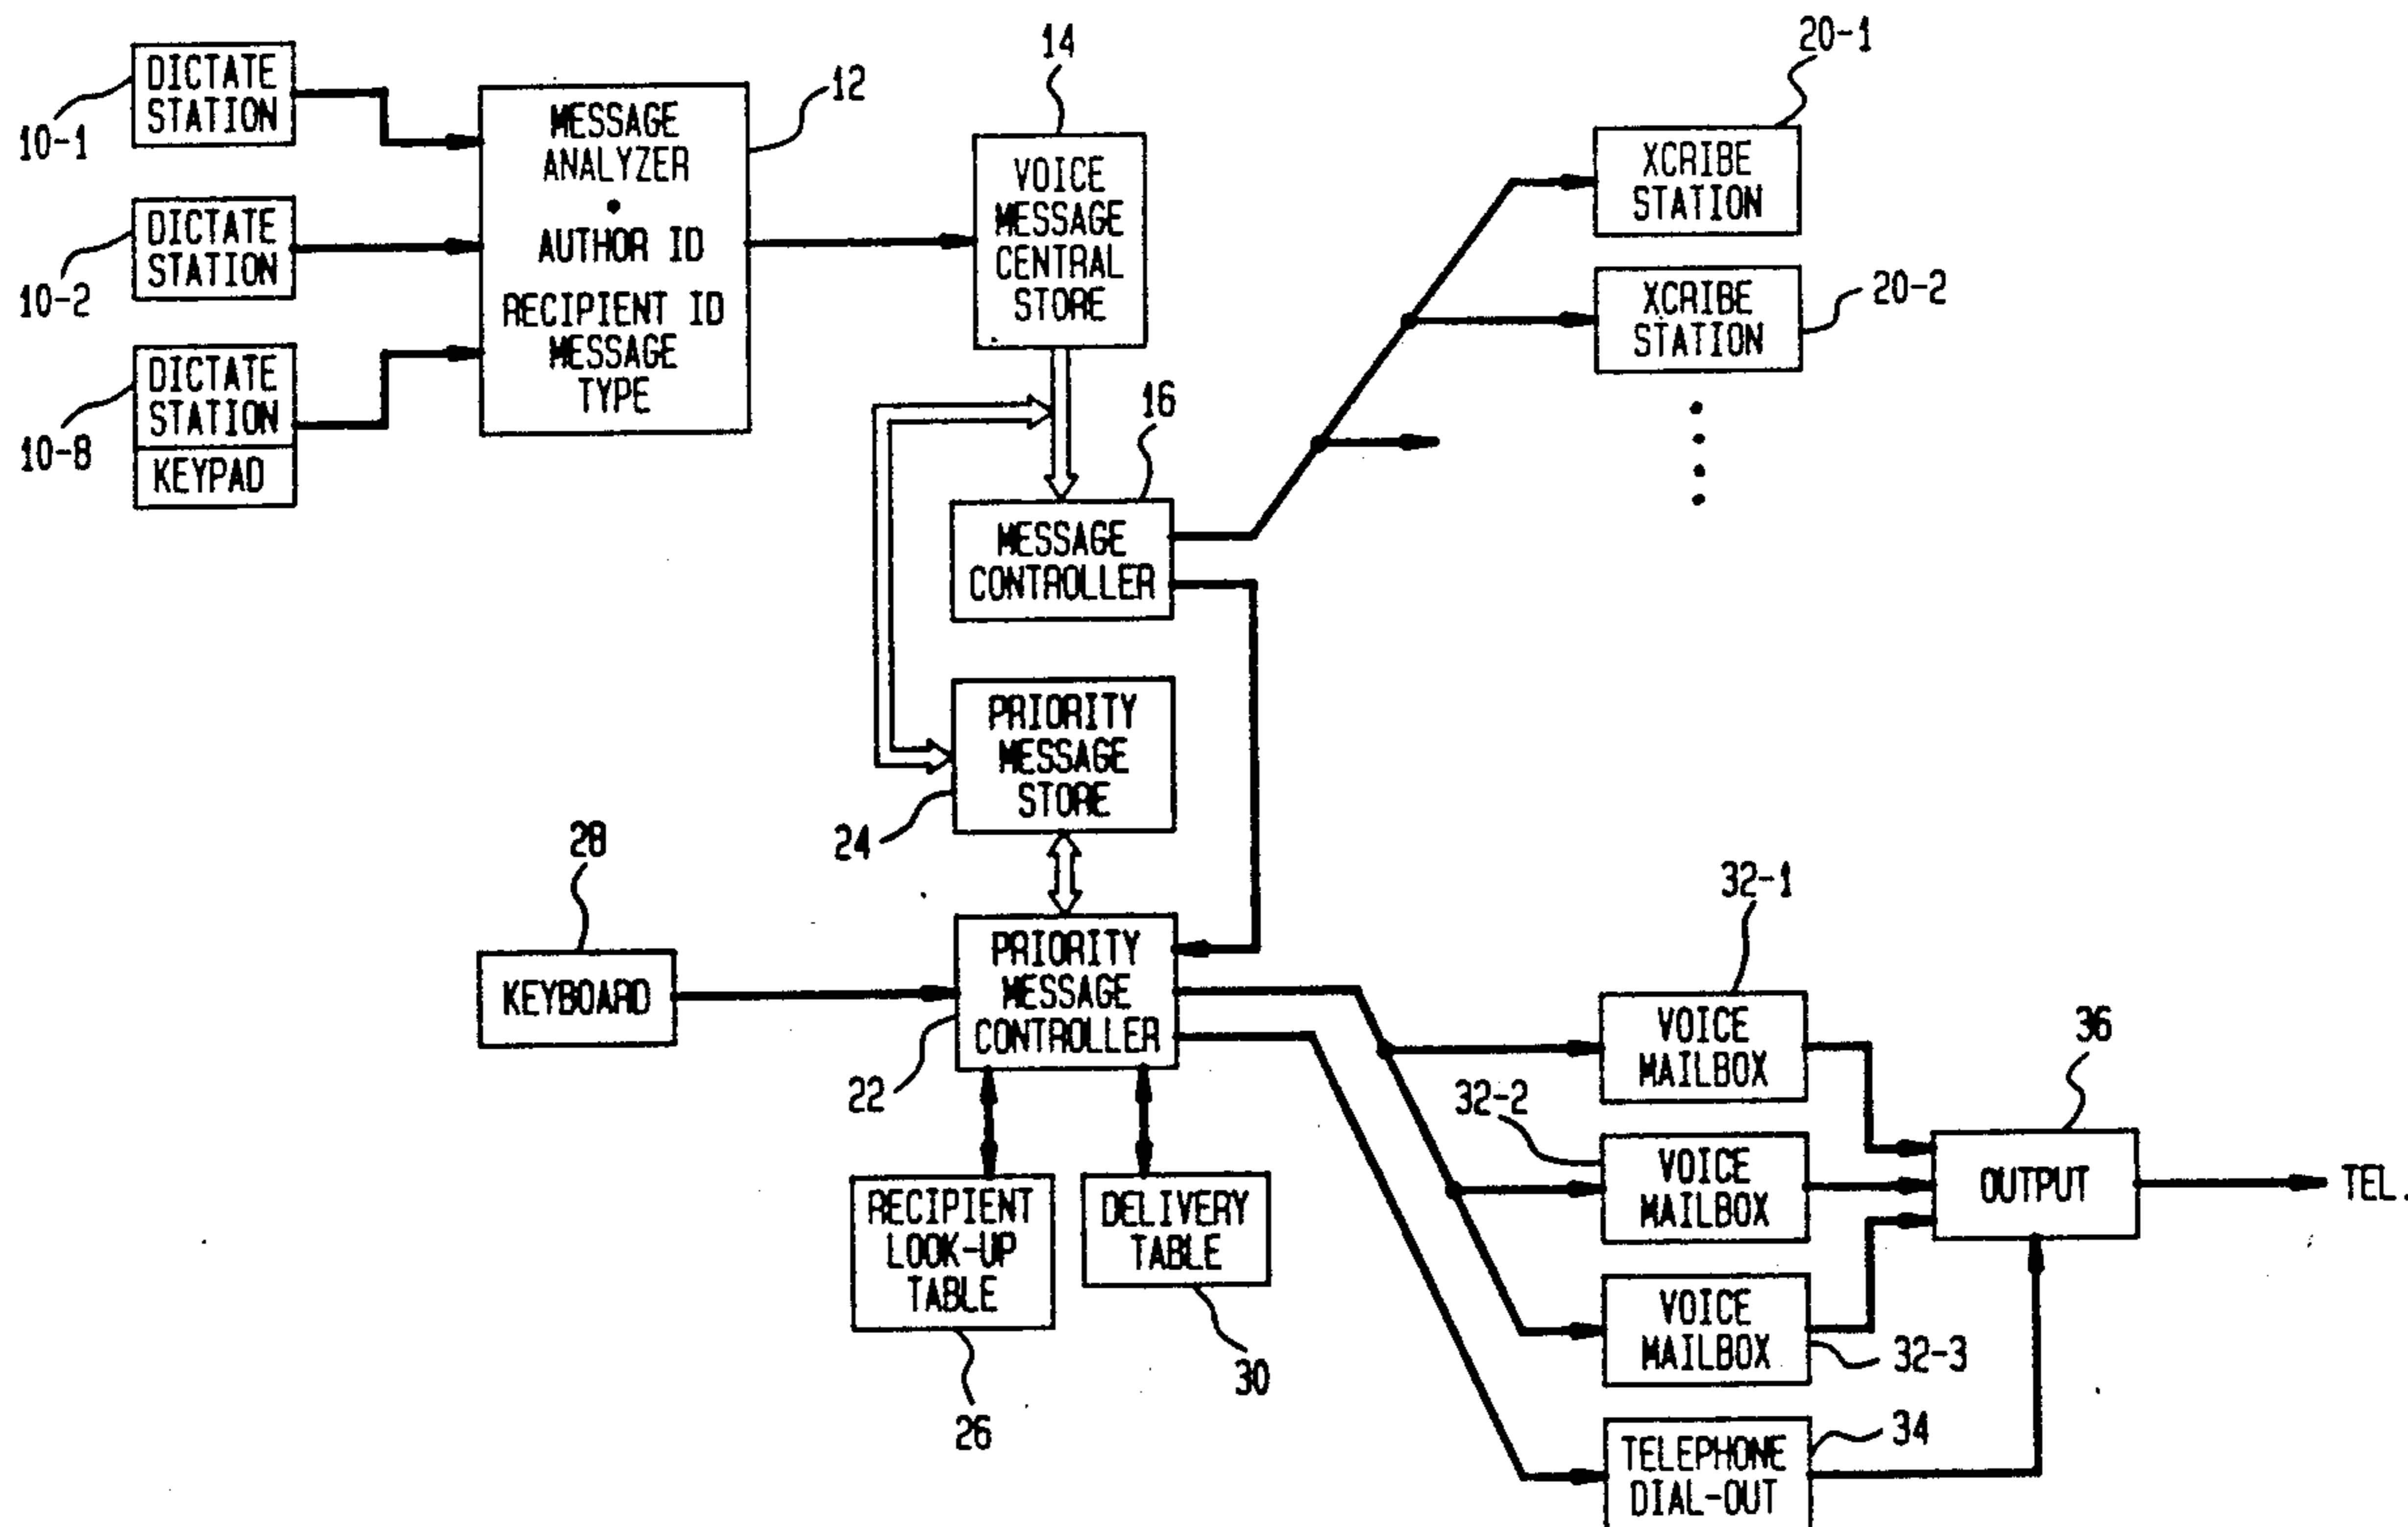 DICTATE
STATION
10-1
DICTATE
STATION
10-2
DICTATE
STATION
KEYPAD
10-8
MESSAGE
ANALYZER
•
AUTHOR ID
RECIPIENT ID
MESSAGE
TYPE
12
14
VOICE
MESSAGE
CENTRAL
STORE
16
MESSAGE
CONTROLLER
20-1
XCRIBE
STATION
XCRIBE
STATION
20-2
PRIORITY
MESSAGE
STORE
24
28
KEYBOARD
PRIORITY
MESSAGE
CONTROLLER
22
RECIPIENT
LOOK-UP
TABLE
26
DELIVERY
TABLE
30
32-1
VOICE
MAILBOX
32-2
VOICE
MAILBOX
VOICE
MAILBOX
32-3
TELEPHONE
DIAL-OUT
34
36
OUTPUT
TEL.